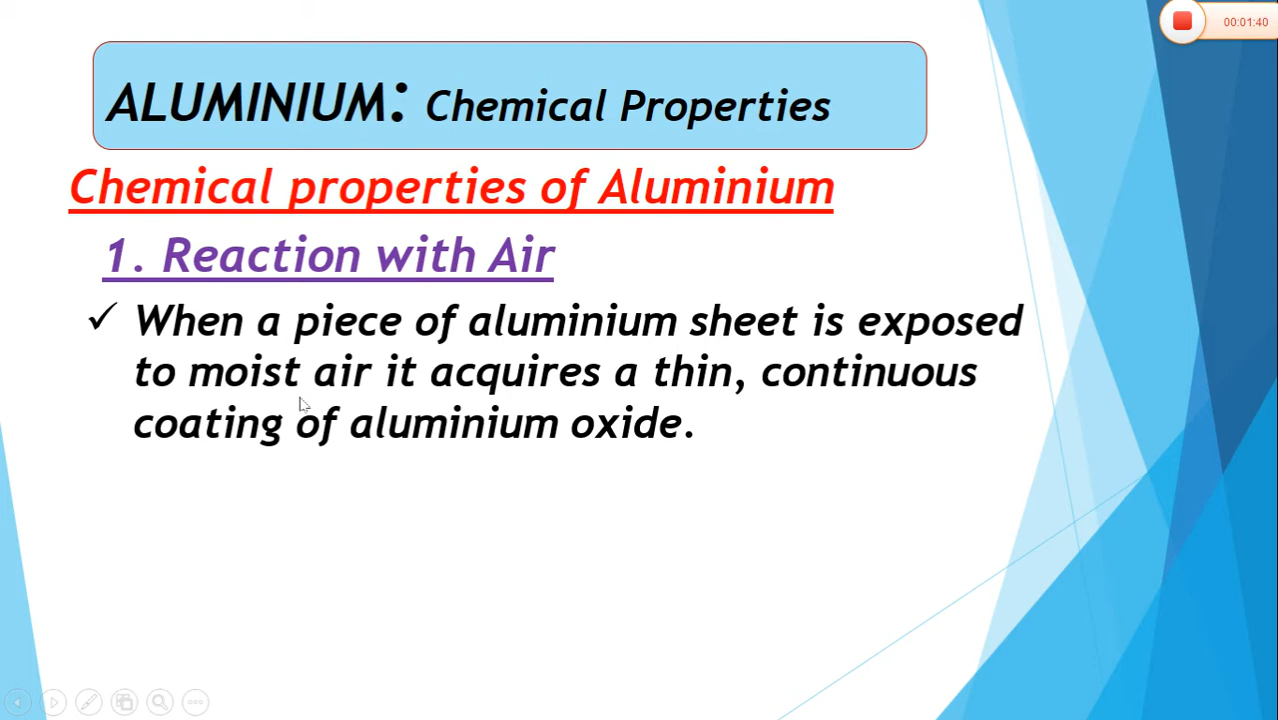 00:01:40
ALUMINIUM: Chemical Properties
Chemical properties of Aluminium
1. Reaction with Air
✓ When a piece of aluminium sheet is exposed
to moist air it acquires a thin, continuous
coating of aluminium oxide.